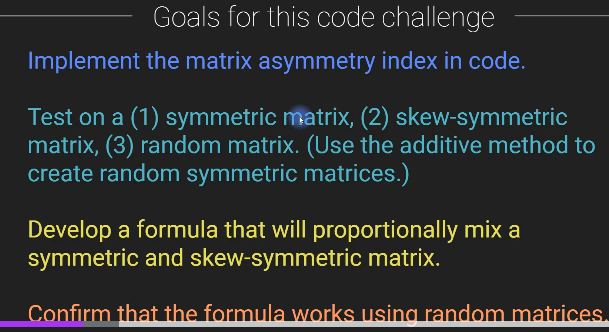 Goals for this code challenge
Implement the matrix asymmetry index in code.
Test on a (1) symmetric matrix, (2) skew-symmetric
matrix, (3) random matrix. (Use the additive method to
create random symmetric matrices.)
Develop a formula that will proportionally mix a
symmetric and skew-symmetric matrix.
Confirm that the formula works using random matrices.